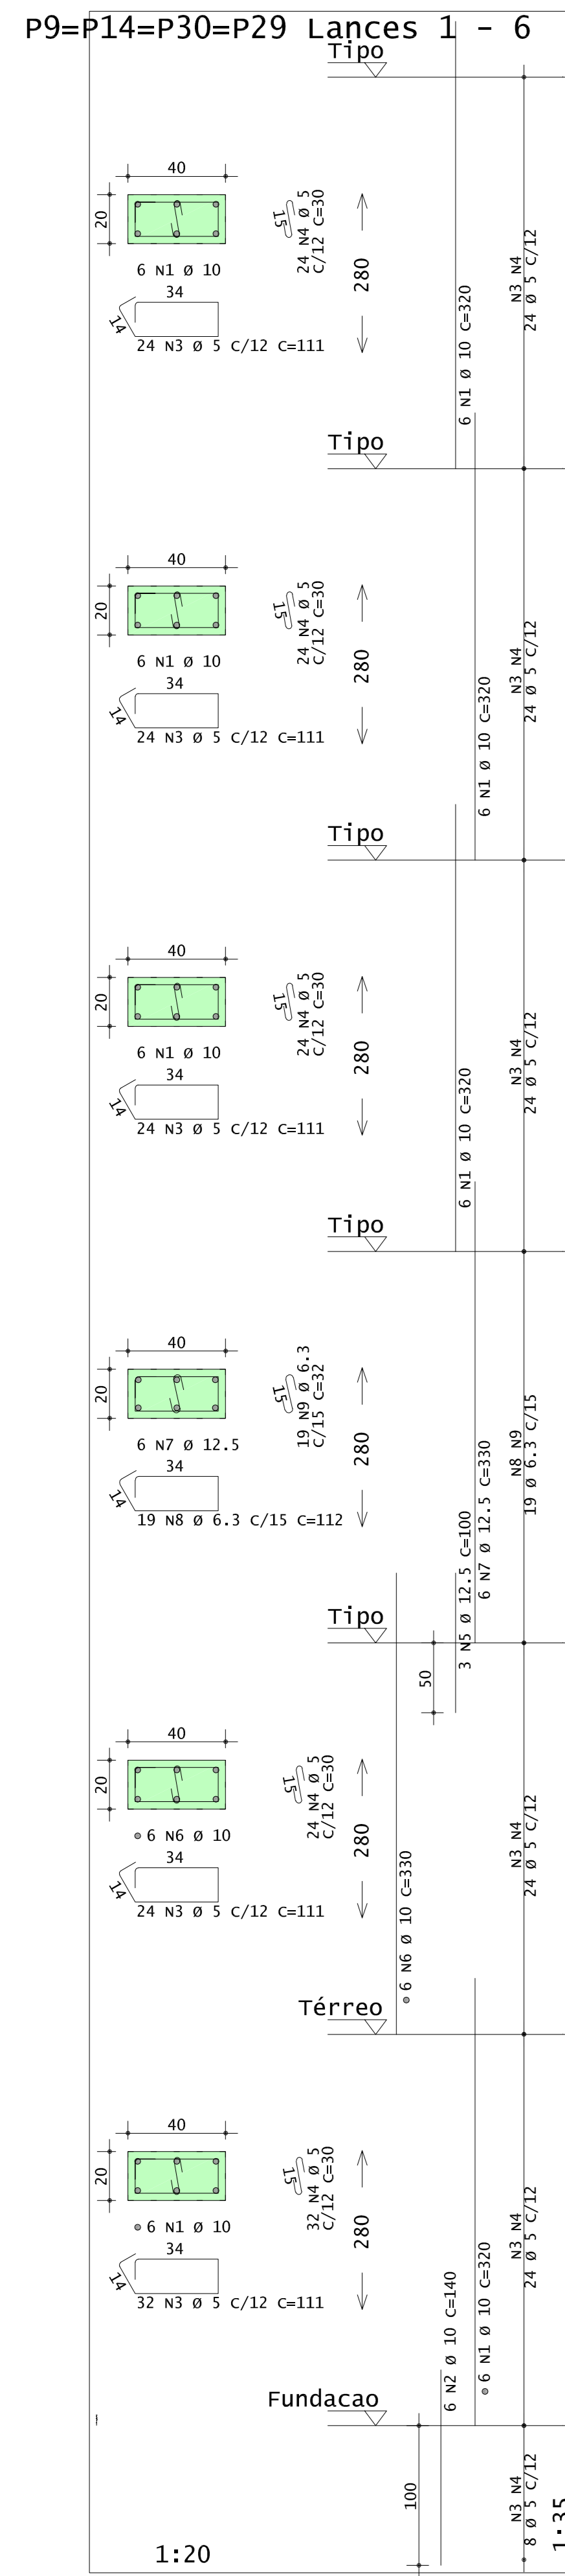 P9=P14=P30=P29 Lances 1 - 6
Tipo
40
20
6 N1 Ø 10
34
14
24 N3 Ø 5 C/12 C=111
15
24 N4 Ø 5
C/12 C=30
280
6 N1 Ø 10 C=320
N3 N4
24 Ø 5 C/12
Tipo
40
20
6 N1 Ø 10
34
14
24 N3 Ø 5 C/12 C=111
15
24 N4 Ø 5
C/12 C=30
280
6 N1 Ø 10 C=320
N3 N4
24 Ø 5 C/12
Tipo
40
20
6 N1 Ø 10
34
14
24 N3 Ø 5 C/12 C=111
15
24 N4 Ø 5
C/12 C=30
280
6 N1 Ø 10 C=320
N3 N4
24 Ø 5 C/12
Tipo
40
20
6 N7 Ø 12.5
34
14
19 N8 Ø 6.3 C/15 C=112
15
19 N9 Ø 6.3
C/15 C=32
280
3 N5 Ø 12.5 C=100
6 N7 Ø 12.5 C=330
N8 N9
19 Ø 6.3 C/15
Tipo
50
40
20
6 N6 Ø 10
34
14
24 N3 Ø 5 C/12 C=111
15
24 N4 Ø 5
C/12 C=30
280
6 N6 Ø 10 C=330
N3 N4
24 Ø 5 C/12
Térreo
40
20
6 N1 Ø 10
34
14
32 N3 Ø 5 C/12 C=111
15
32 N4 Ø 5
C/12 C=30
280
6 N2 Ø 10 C=140
6 N1 Ø 10 C=320
N3 N4
24 Ø 5 C/12
Fundacao
100
N3 N4
8 Ø 5 C/12
1:20
1:35